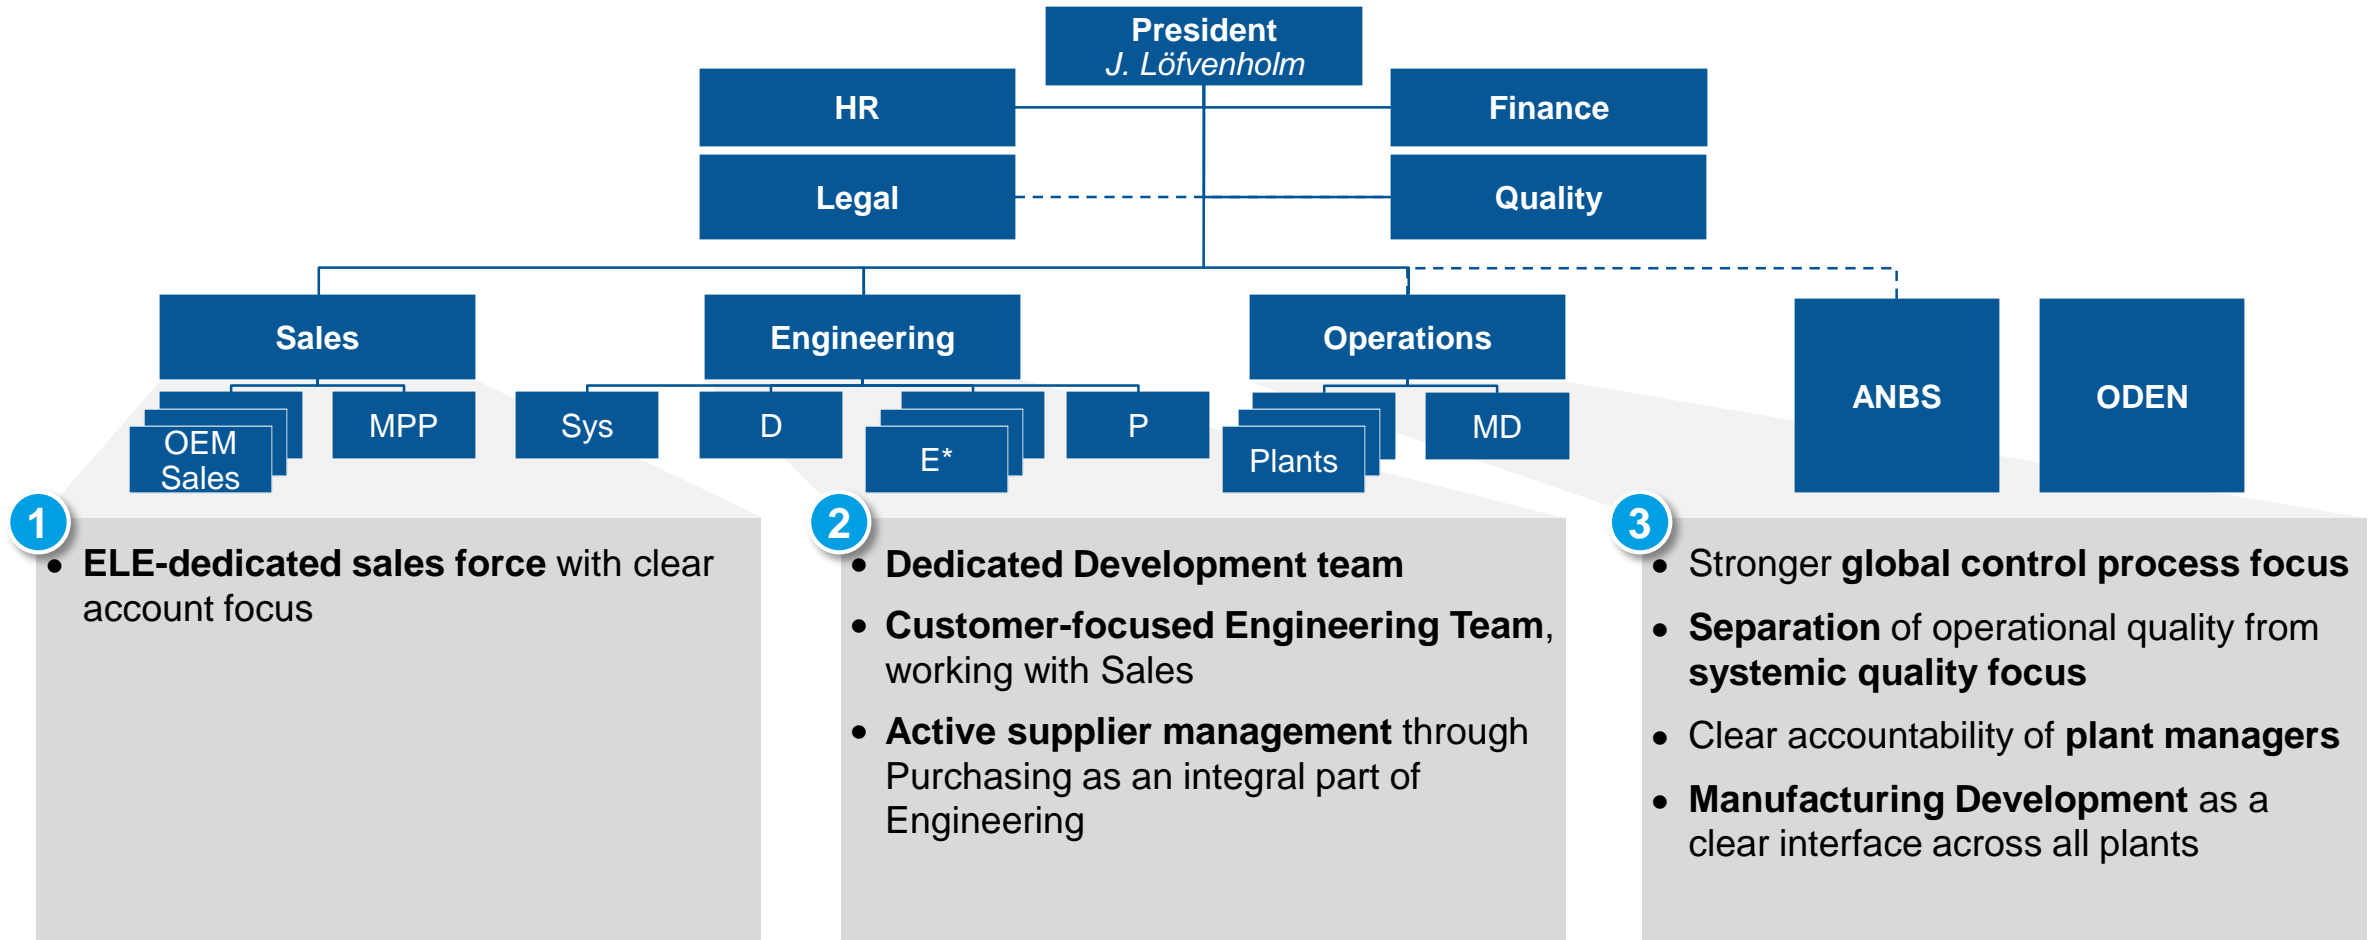 President
J. Löfvenholm
HR
Finance
Legal
Quality
Sales
Engineering
Operations
ANBS
ODEN
OEM
Sales
MPP
Sys
D
E*
P
Plants
MD
1
• ELE-dedicated sales force with clear
account focus
2
• Dedicated Development team
• Customer-focused Engineering Team,
working with Sales
• Active supplier management through
Purchasing as an integral part of
Engineering
3
• Stronger global control process focus
• Separation of operational quality from
systemic quality focus
• Clear accountability of plant managers
• Manufacturing Development as a
clear interface across all plants